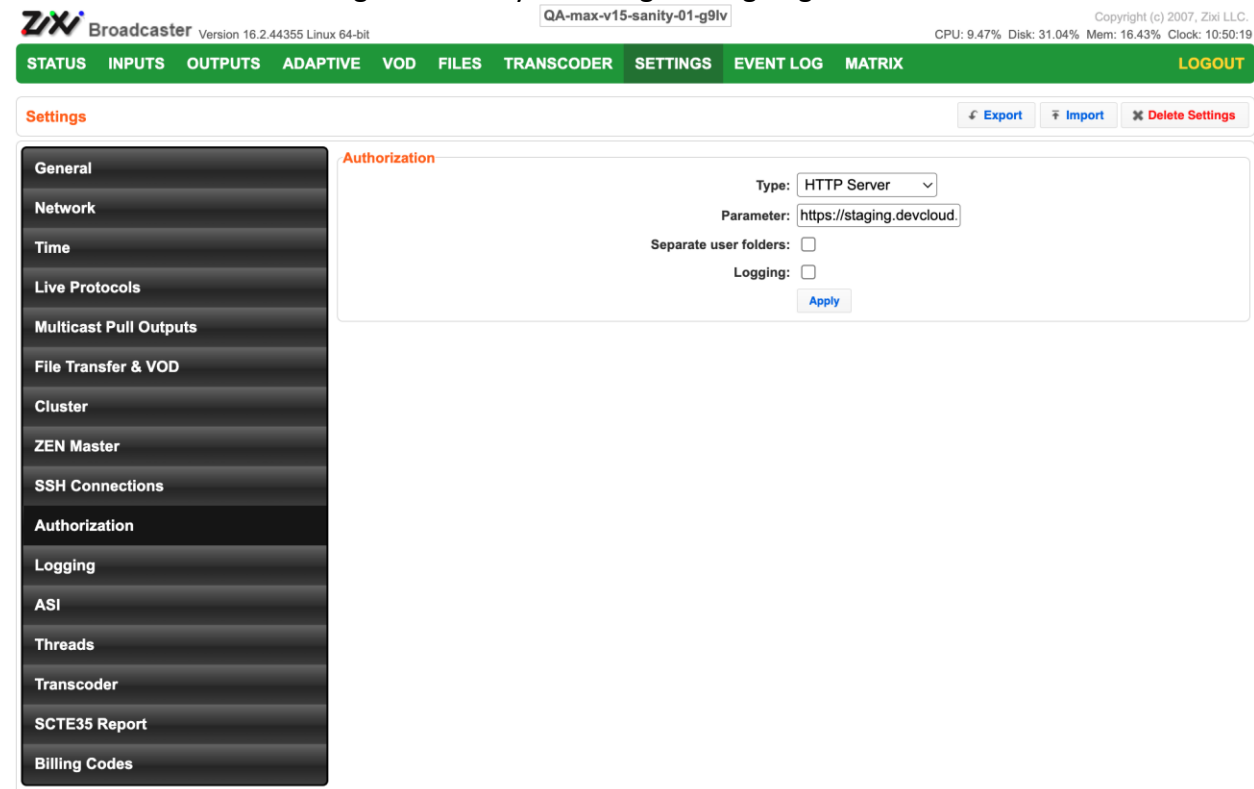 ZiXi Broadcaster Version 16.2.44355 Linux 64-bit
QA-max-v15-sanity-01-g9lv
Copyright (c) 2007, Zixi LLC.
CPU: 9.47% Disk: 31.04% Mem: 16.43% Clock: 10:50:19
STATUS INPUTS OUTPUTS ADAPTIVE VOD FILES TRANSCODER SETTINGS EVENT LOG MATRIX LOGOUT
Settings
Export Import Delete Settings
General
Network
Time
Live Protocols
Multicast Pull Outputs
File Transfer & VOD
Cluster
ZEN Master
SSH Connections
Authorization
Logging
ASI
Threads
Transcoder
SCTE35 Report
Billing Codes
Authorization
Type: HTTP Server
Parameter: https://staging.devcloud.
Separate user folders:
Logging:
Apply